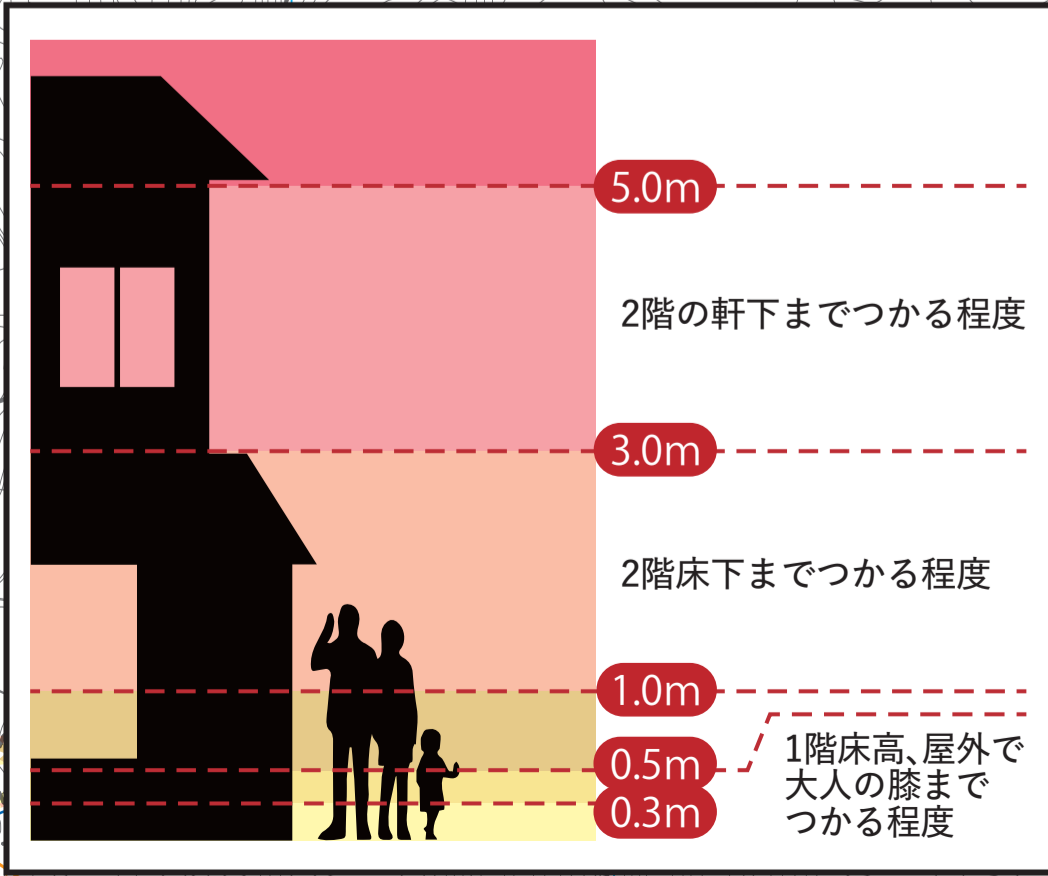 5.0m
2階の軒下までつかる程度
3.0m
2階床下までつかる程度
1.0m
0.5m
0.3m
1階床高、屋外で
大人の膝まで
つかる程度